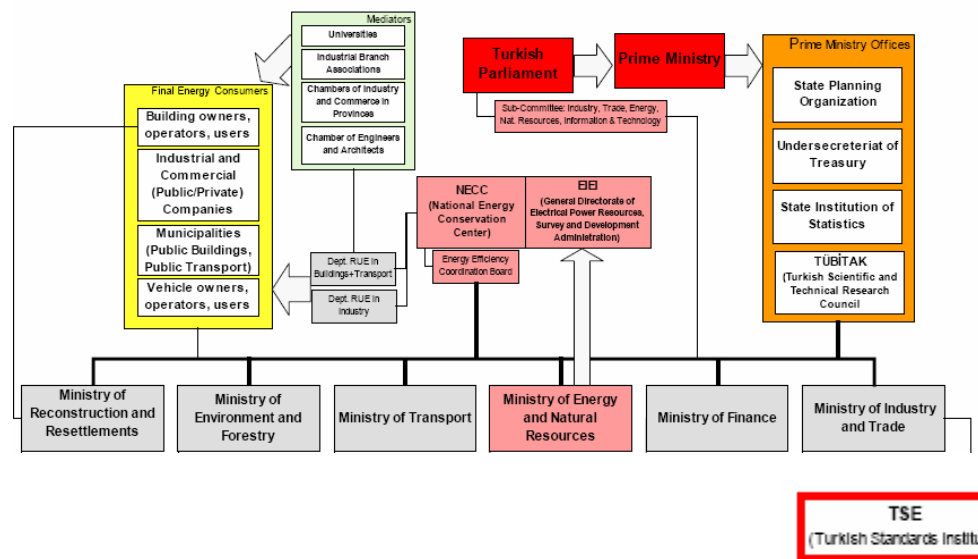 Mediators
Universities
Industrial Branch
Associations
Chambers of Industry
and Commerce in
Provinces
Chamber of Engineers
and Architects
Final Energy Consumers
Building owners,
operators, users
Industrial and
Commercial
(Public/Private)
Companies
Municipalities
(Public Buildings,
Public Transport)
Vehicle owners,
operators, users
Turkish
Parliament
Prime Ministry
Sub-Committee: Industry, Trade, Energy,
Nat. Resources, Information & Technology
Prime Ministry Offices
State Planning
Organization
Undersecreteriat of
Treasury
State Institution of
Statistics
TÜBİTAK
(Turkish Scientific and
Technical Research
Council
NECC
(National Energy
Conservation
Center)
EEI
(General Directorate of
Electrical Power Resources,
Survey and Development
Administration)
Energy Efficiency
Coordination Board
Dept. RUE in
Buildings+Transport
Dept. RUE in
Industry
Ministry of
Reconstruction and
Resettlements
Ministry of
Environment and
Forestry
Ministry of Transport
Ministry of Energy
and Natural
Resources
Ministry of Finance
Ministry of Industry
and Trade
TSE
(Turkish Standards Institu